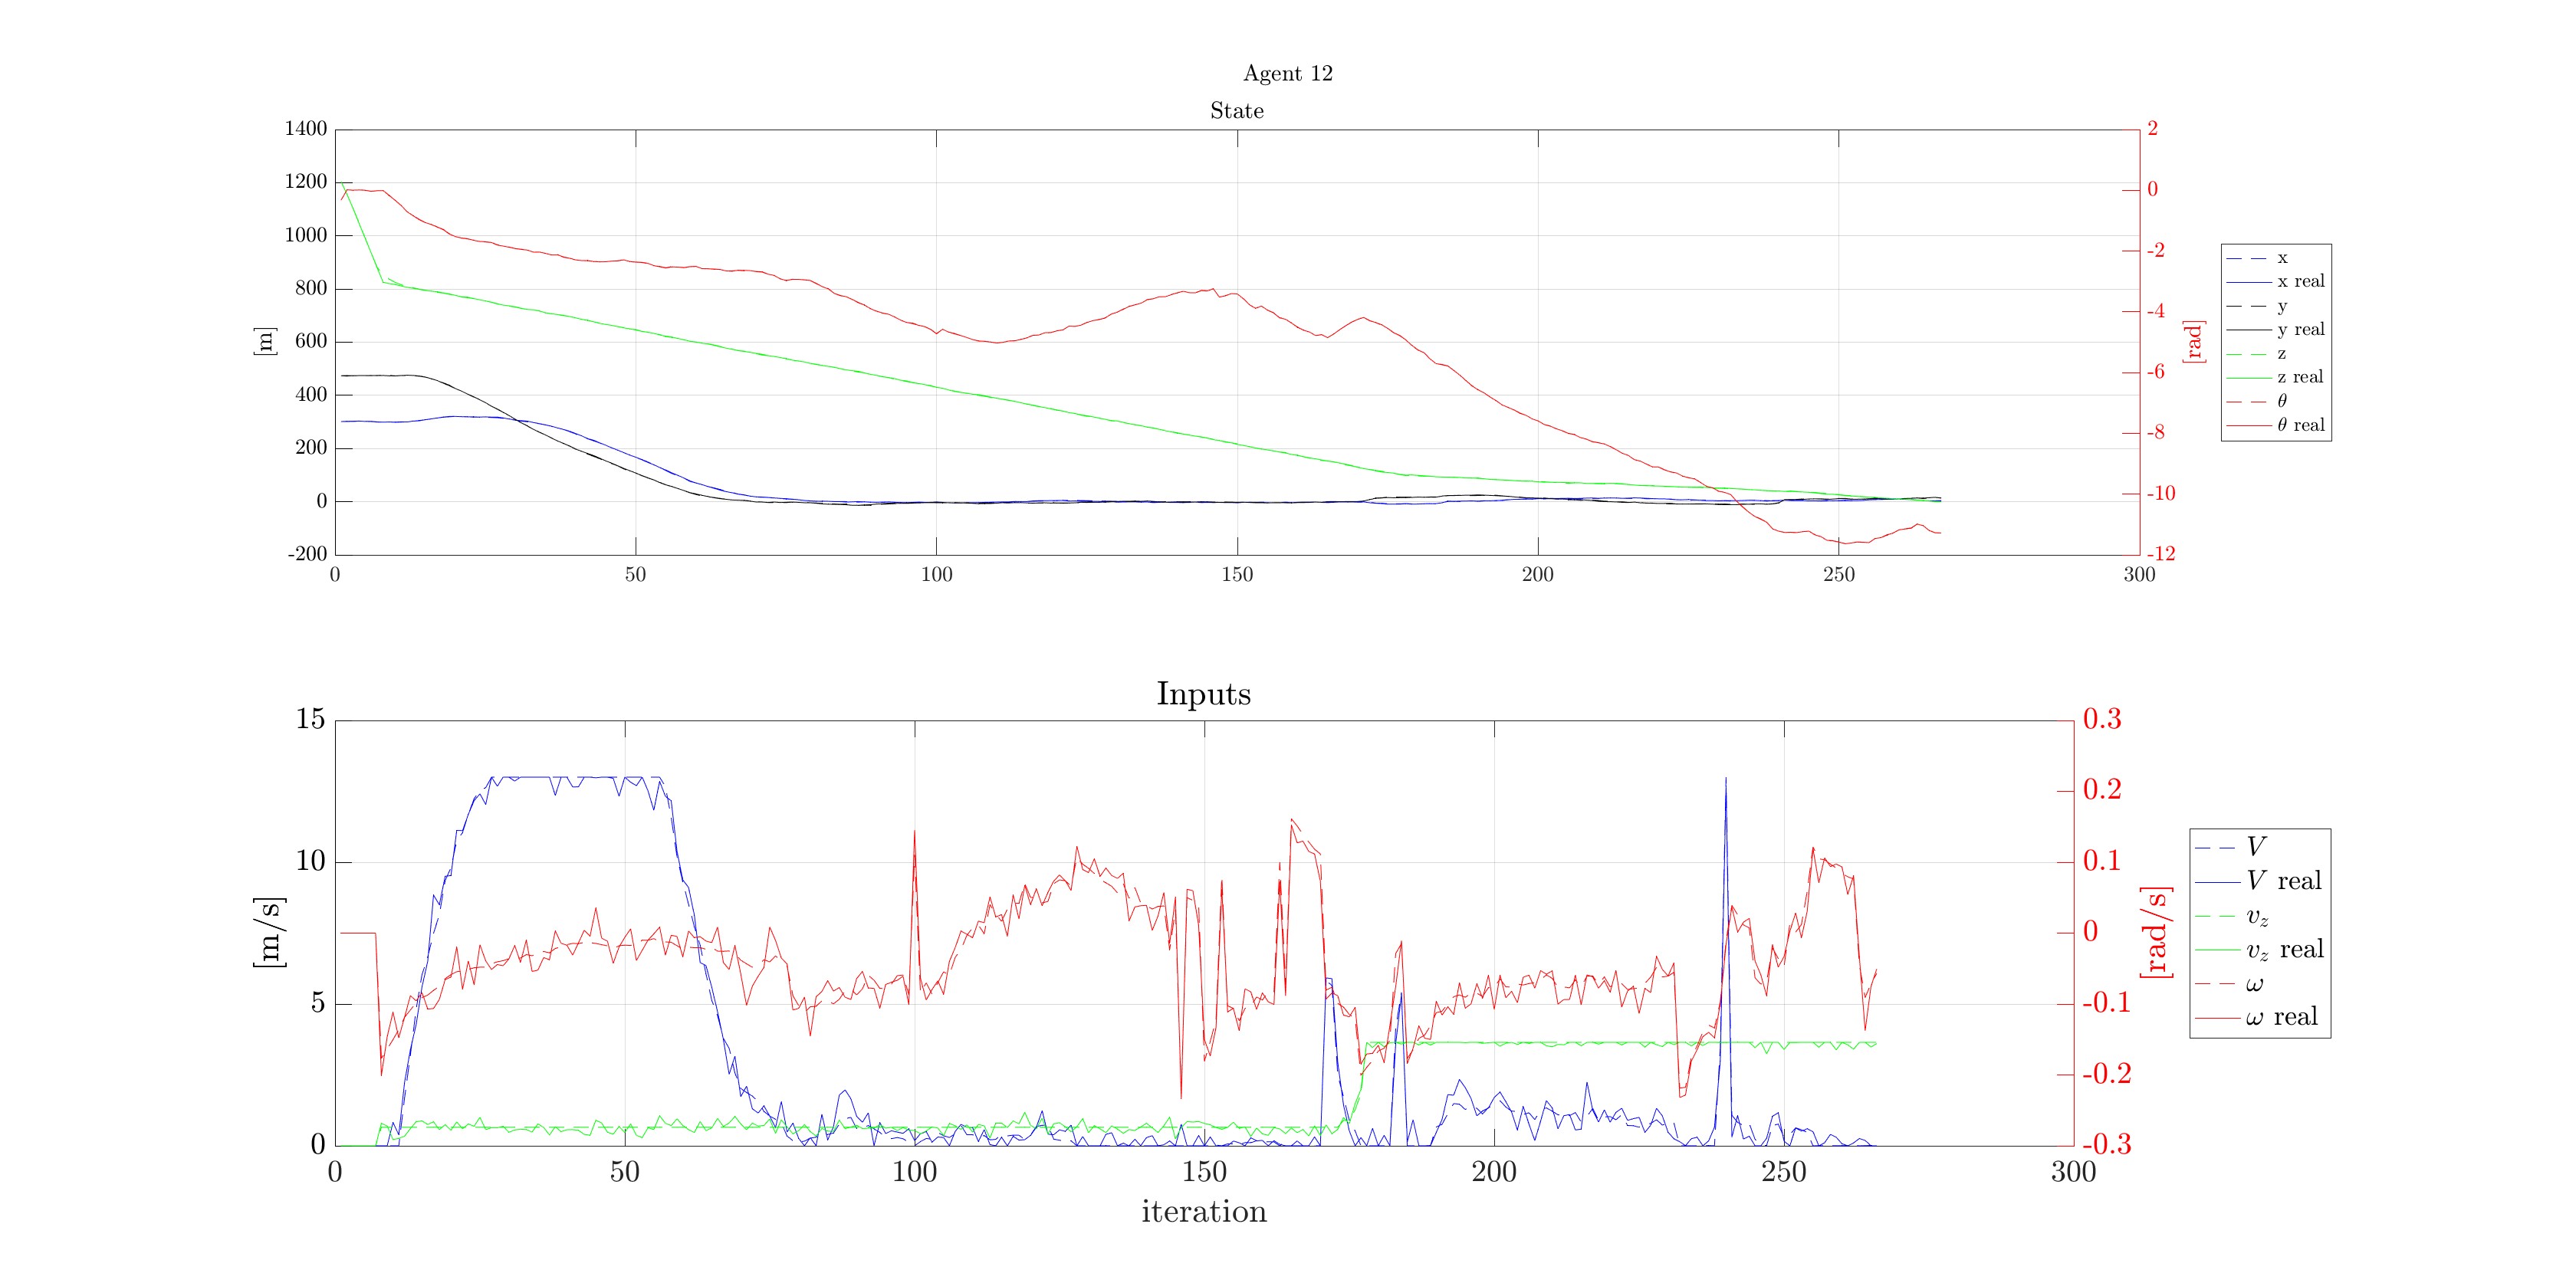 Agent 12
State
1400
1200
1000
800
600
400
200
0
-200
[m]
0 50 100 150 200 250 300
2
0
-2
-4
-6
-8
-10
-12
[rad]
x
x real
y
y real
z
z real
θ
θ real
Inputs
15
10
5
0
[m/s]
0 50 100 150 200 250 300
iteration
0.3
0.2
0.1
0
-0.1
-0.2
-0.3
[rad/s]
V
V real
v_z
v_z real
ω
ω real